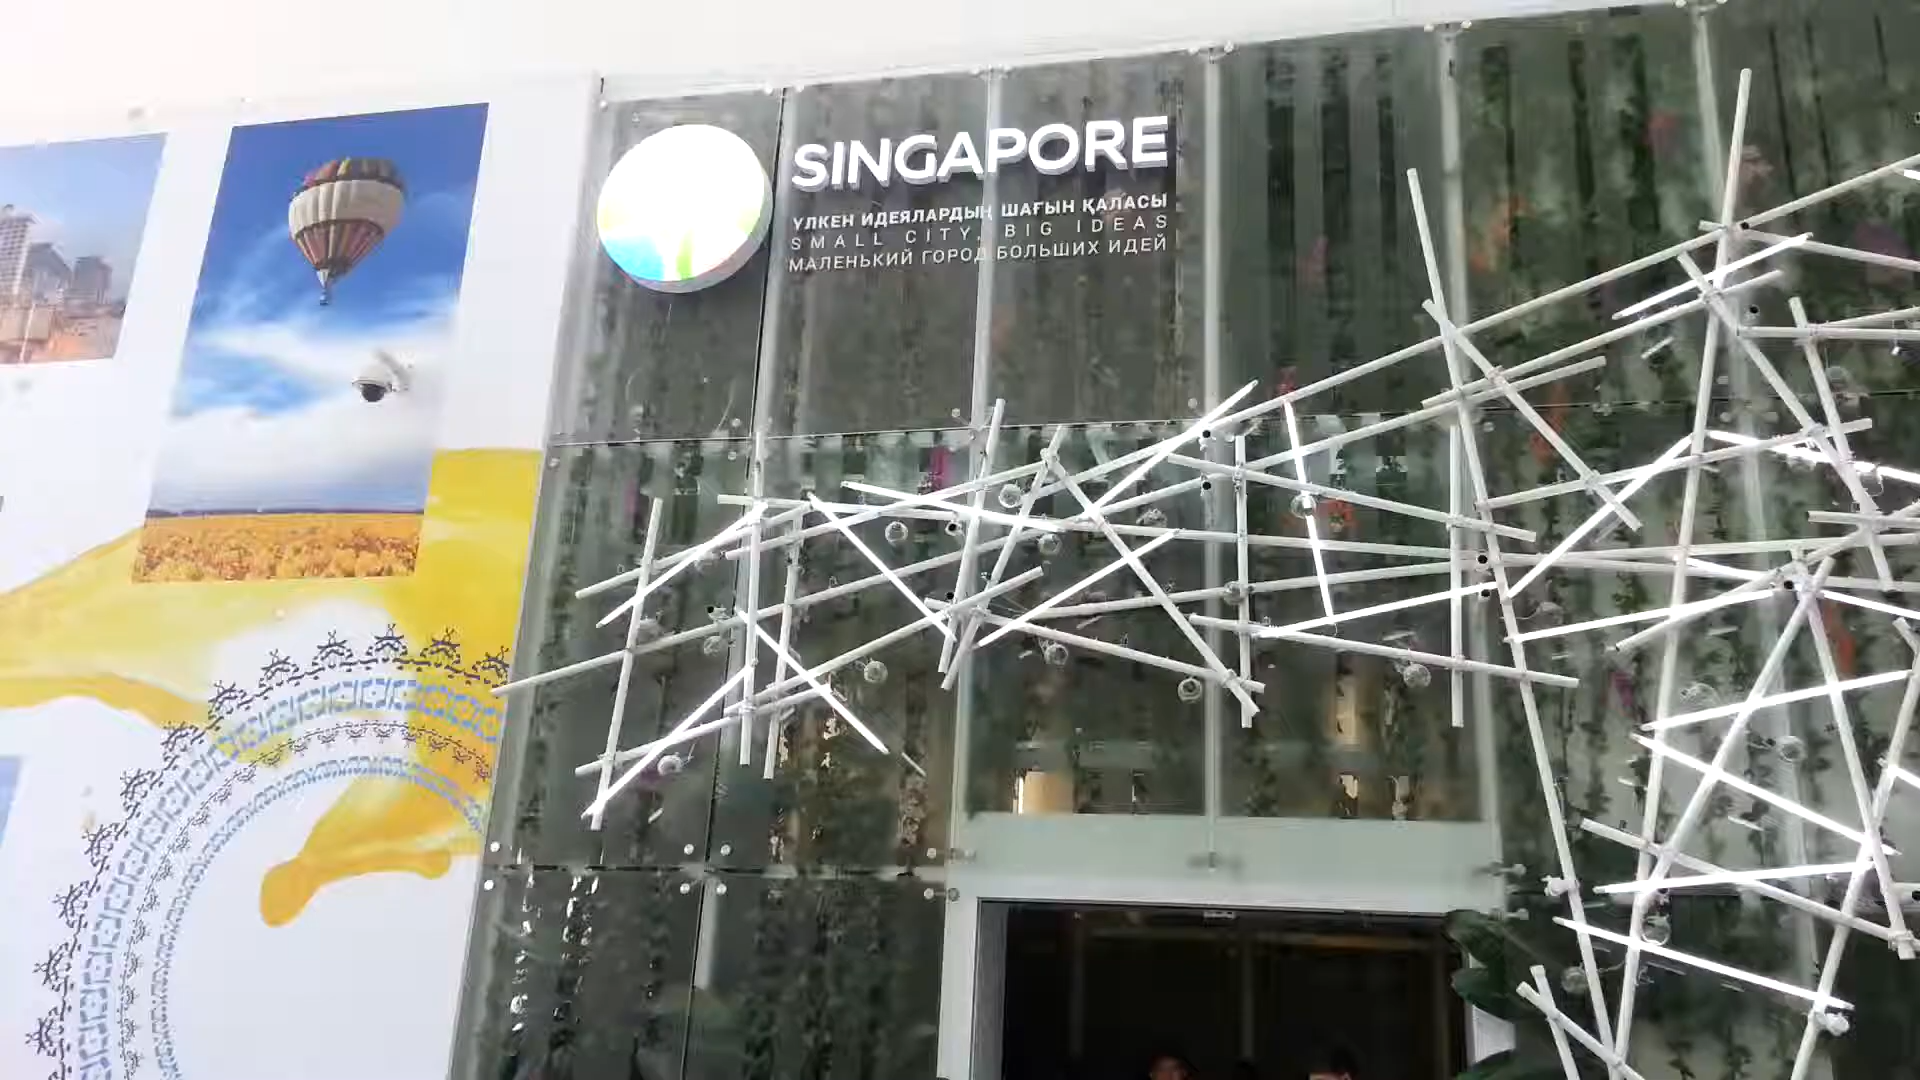 SINGAPORE
ҮЛКЕН ИДЕЯЛАРДЫҢ ШАҒЫН ҚАЛАСЫ
SMALL CITY, BIG IDEAS
МАЛЕНЬКИЙ ГОРОД БОЛЬШИХ ИДЕЙ